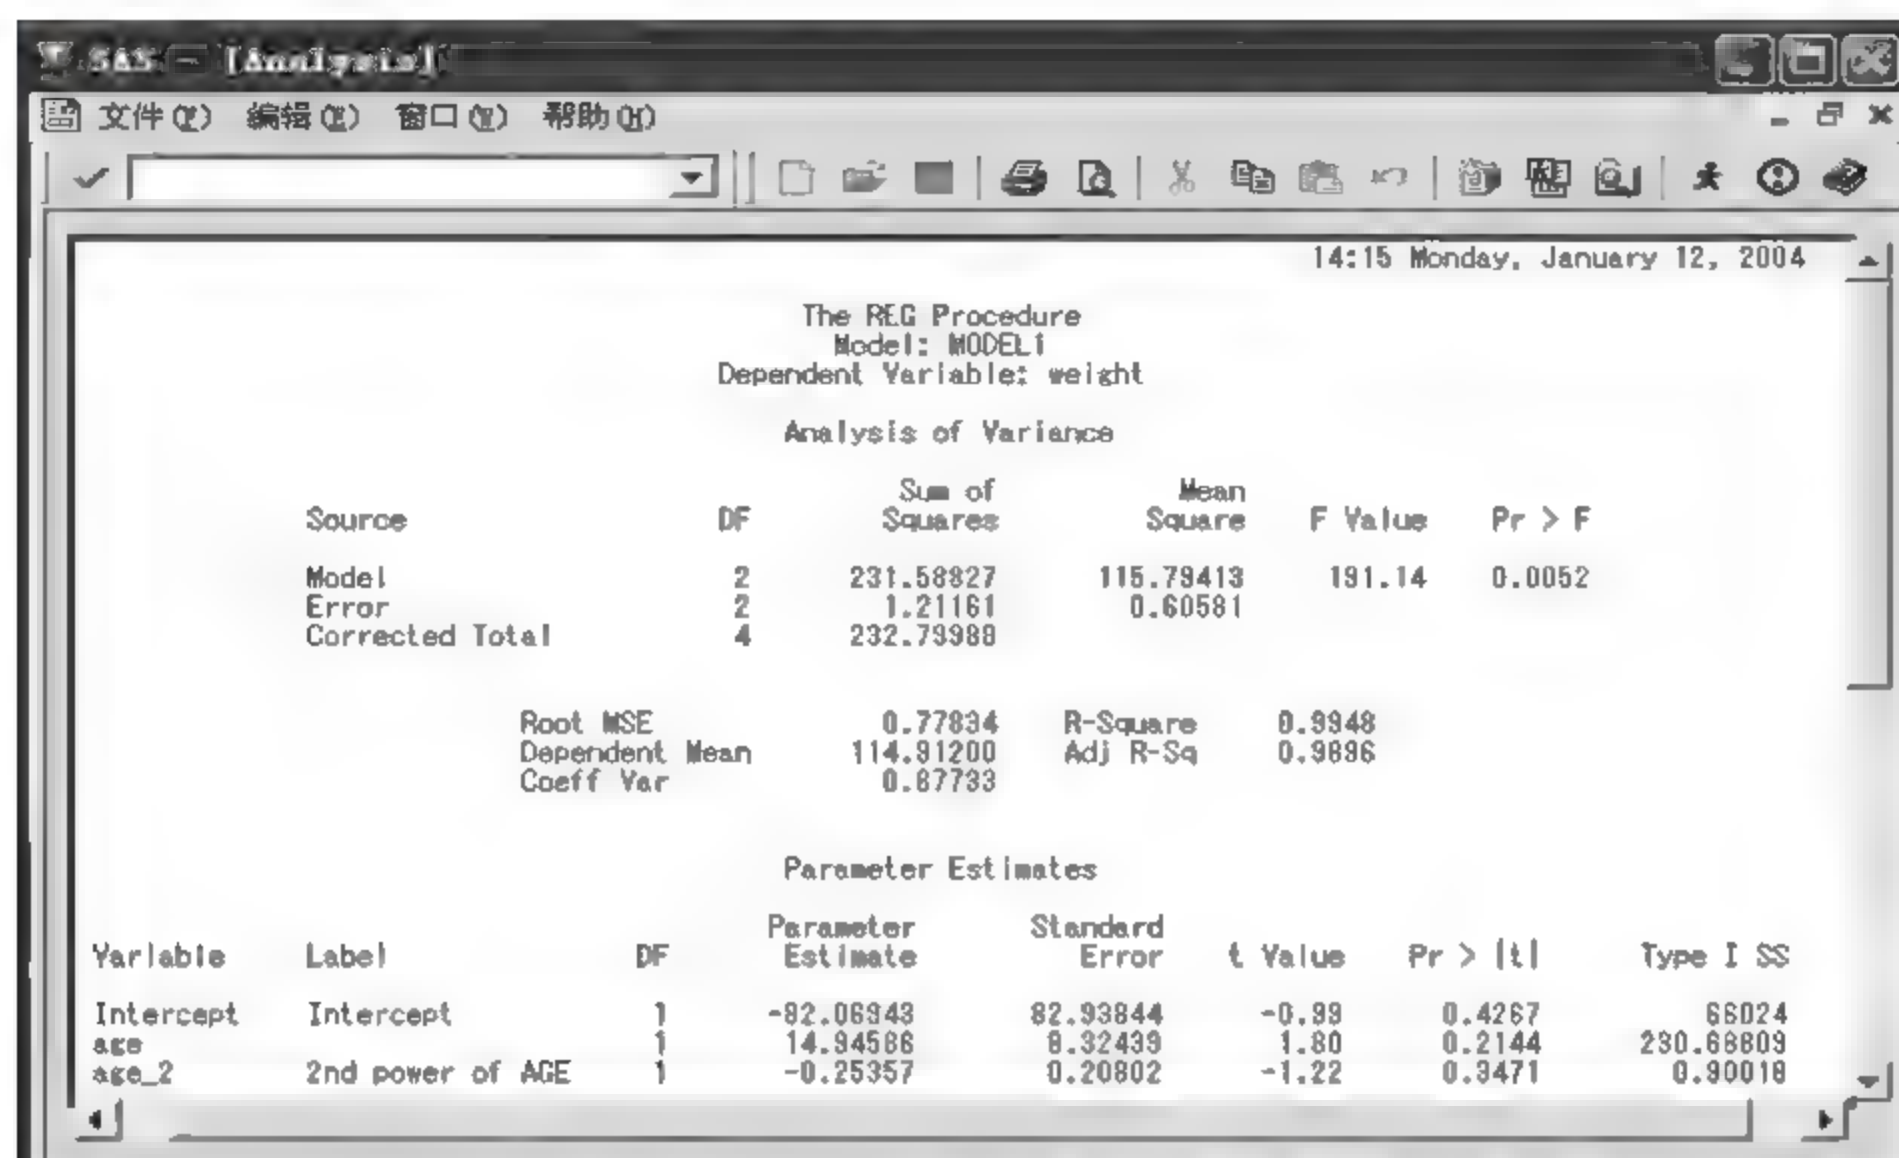 SAS - [Analysis]
文件(F) 编辑(E) 窗口(W) 帮助(H)
14:15 Monday, January 12, 2004
The REG Procedure
Model: MODEL1
Dependent Variable: weight
Analysis of Variance
Sum of Mean
Source DF Squares Square F Value Pr > F
Model 2 231.58827 115.79413 191.14 0.0052
Error 2 1.21161 0.60581
Corrected Total 4 232.79988
Root MSE 0.77834 R-Square 0.9948
Dependent Mean 114.91200 Adj R-Sq 0.9896
Coeff Var 0.67733
Parameter Estimates
Parameter Standard
Variable Label DF Estimate Error t Value Pr > |t| Type I SS
Intercept Intercept 1 -82.06943 82.93844 -0.99 0.4267 66024
age 1 14.94586 8.32439 1.80 0.2144 230.68809
age_2 2nd power of AGE 1 -0.25357 0.20802 -1.22 0.3471 0.90018